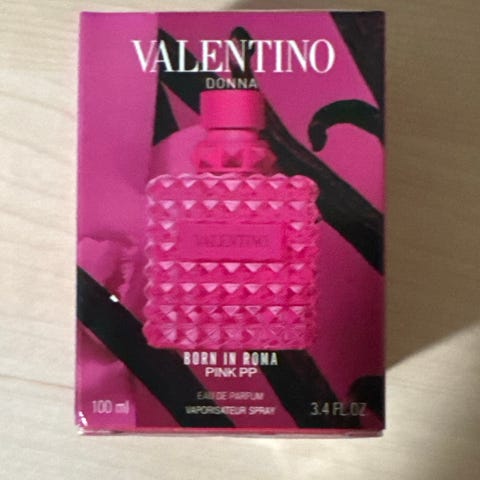 VALENTINO
DONNA
VALENTINO
BORN IN ROMA
PINK PP
EAU DE PARFUM
100 ml VAPORISATEUR SPRAY 3.4 FL.OZ